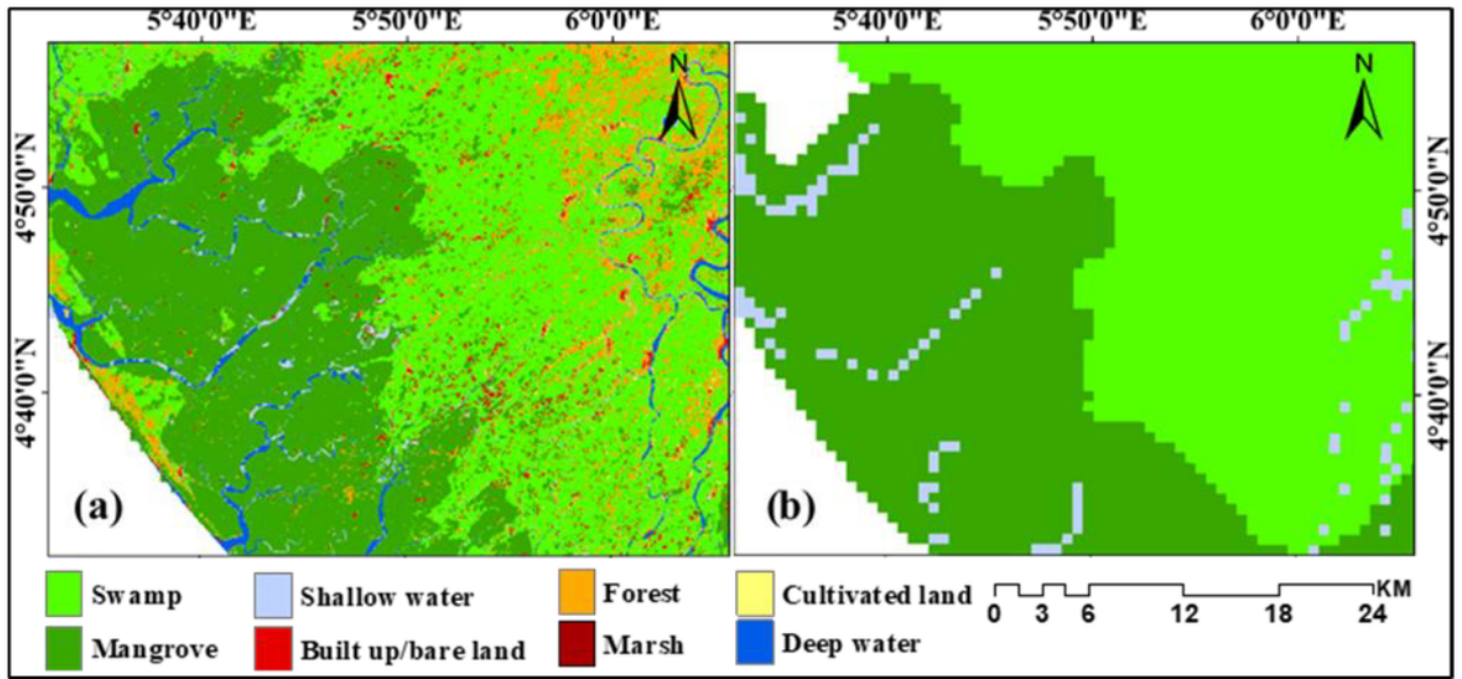 5°40'0"E 5°50'0"E 6°0'0"E 5°40'0"E 5°50'0"E 6°0'0"E
N N
4°50'0"N 4°50'0"N
4°40'0"N 4°40'0"N
(a) (b)
Swamp Shallow water Forest Cultivated land
Mangrove Built up/bare land Marsh Deep water
KM
0 3 6 12 18 24